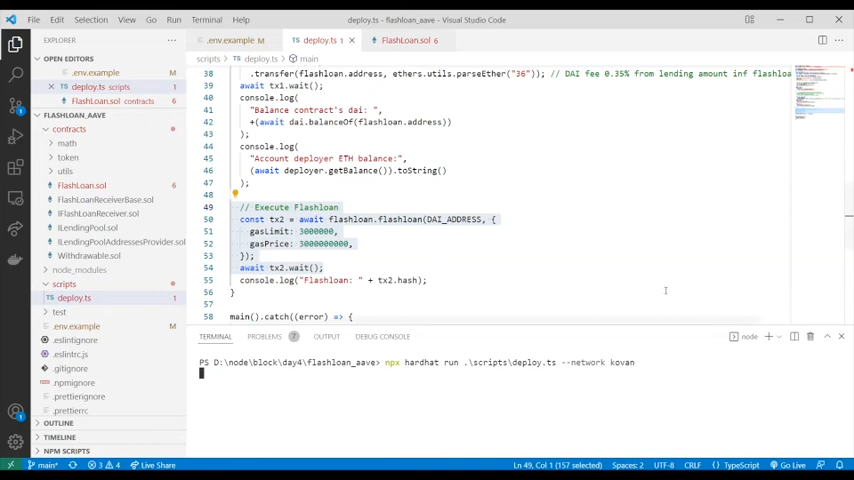 File Edit Selection View Go Run Terminal Help
deploy.ts - flashloan_aave - Visual Studio Code
EXPLORER
OPEN EDITORS
.env.example M
deploy.ts scripts 1
FlashLoan.sol contracts 6
FLASHLOAN_AAVE
contracts
math
token
utils
FlashLoan.sol 6
FlashLoanReceiverBase.sol
IFlashLoanReceiver.sol
ILendingPool.sol
ILendingPoolAddressesProvider.sol
Withdrawable.sol
node_modules
scripts
TS deploy.ts 1
test
.env.example M
.eslintignore
.eslintrc.js
.gitignore
.npmignore
.prettierignore
.prettierrc
OUTLINE
TIMELINE
NPM SCRIPTS
.env.example M
TS deploy.ts 1
FlashLoan.sol 6
scripts > TS deploy.ts > main
38 .transfer(flashloan.address, ethers.utils.parseEther("36")); // DAI fee 0.35% from lending amount inf flashloa
39 await tx1.wait();
40 console.log(
41 "Balance contract's dai: ",
42 +(await dai.balanceOf(flashloan.address))
43 );
44 console.log(
45 "Account deployer ETH balance:",
46 (await deployer.getBalance()).toString()
47 );
48
49 // Execute Flashloan
50 const tx2 = await flashloan.flashloan(DAI_ADDRESS, {
51 gasLimit: 3000000,
52 gasPrice: 3000000000,
53 });
54 await tx2.wait();
55 console.log("Flashloan: " + tx2.hash);
56 }
57
58 main().catch((error) => {
TERMINAL PROBLEMS 7 OUTPUT DEBUG CONSOLE
node
PS D:\node\block\day4\flashloan_aave> npx hardhat run .\scripts\deploy.ts --network kovan
main* 3 4 Live Share
Ln 49, Col 1 (157 selected) Spaces: 2 UTF-8 CRLF TypeScript Go Live